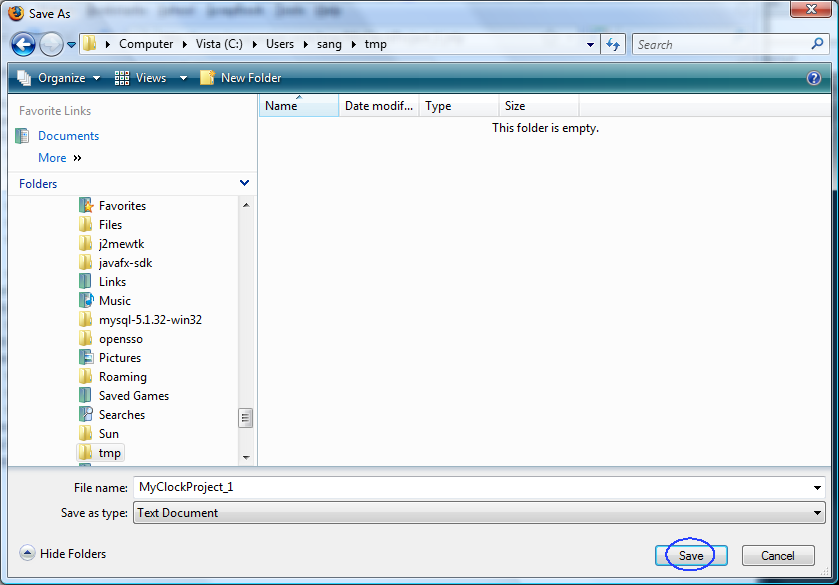 Save As
Computer Vista (C:) Users sang tmp
Search
Organize Views New Folder
Favorite Links
Documents
More »
Folders
Favorites
Files
j2mewtk
javafx-sdk
Links
Music
mysql-5.1.32-win32
opensso
Pictures
Roaming
Saved Games
Searches
Sun
tmp
Name Date modif... Type Size
This folder is empty.
File name: MyClockProject_1
Save as type: Text Document
Hide Folders
Save Cancel